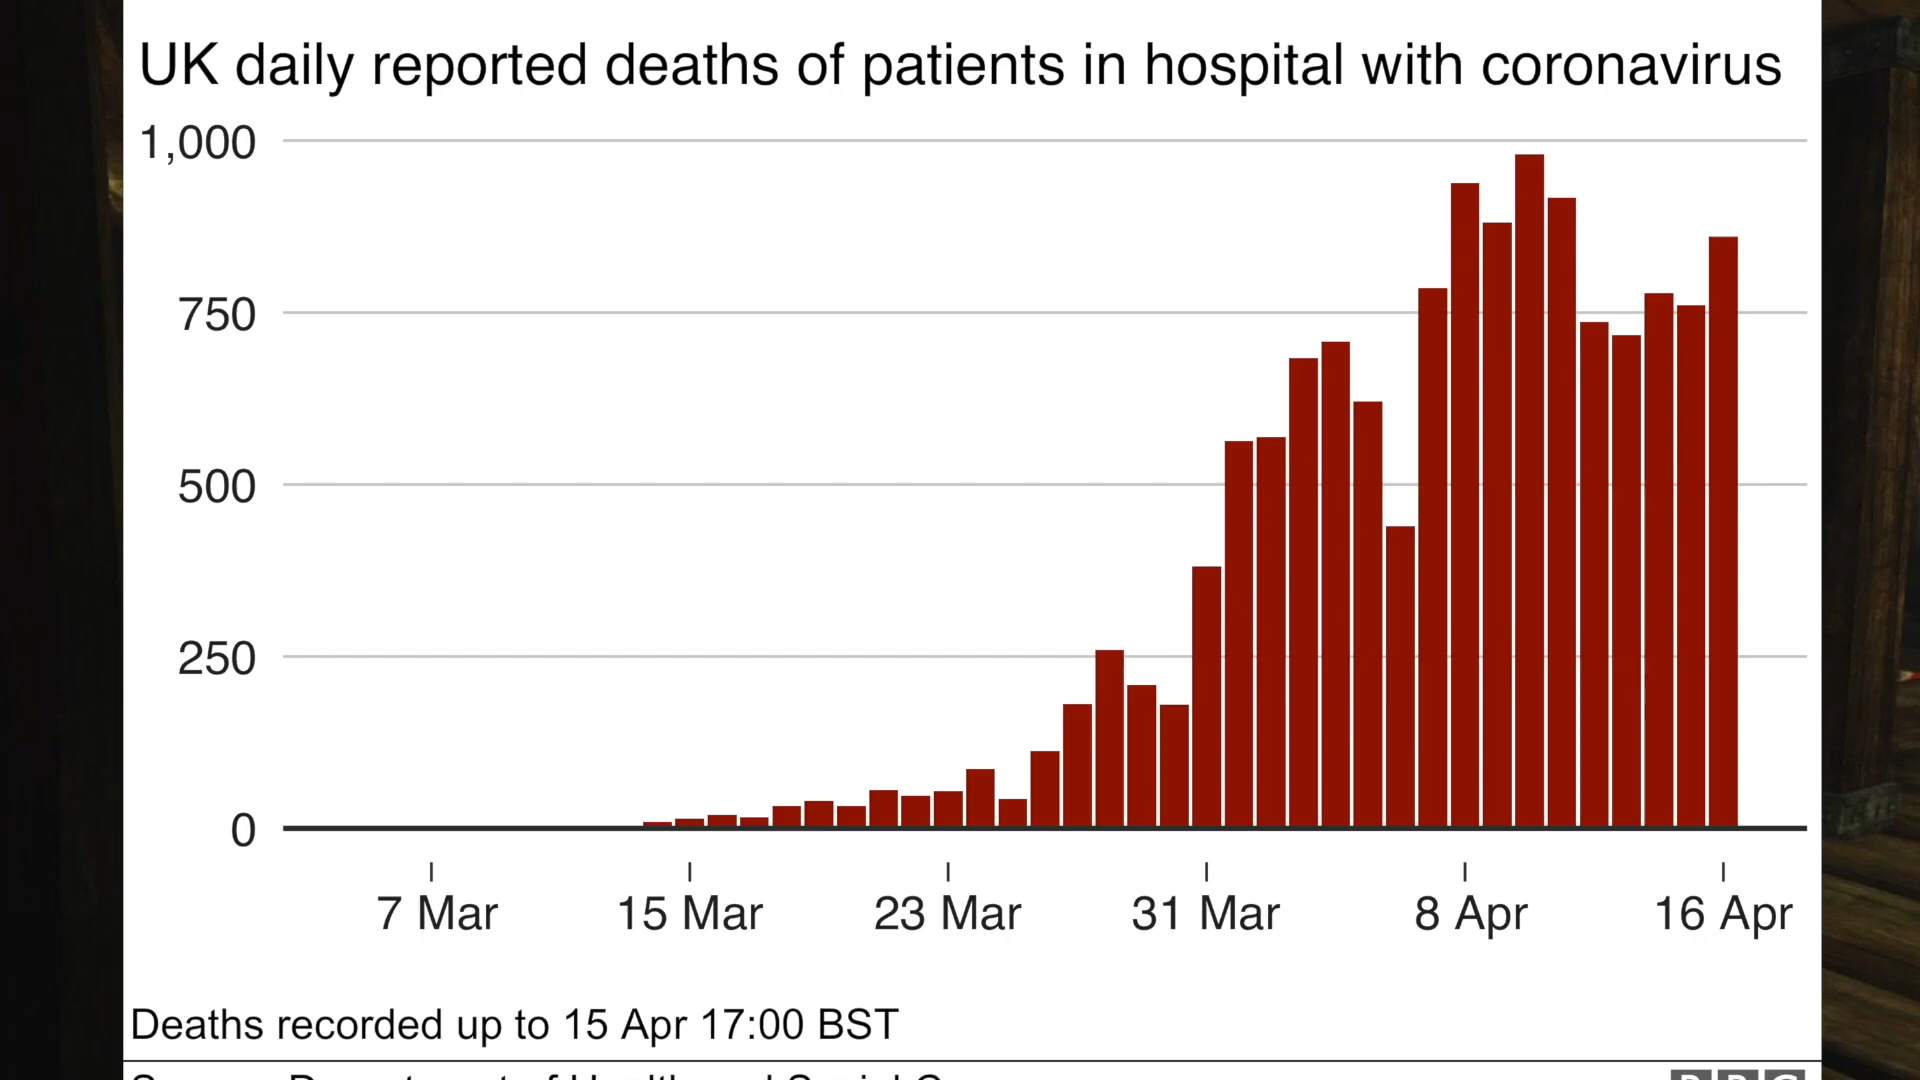 UK daily reported deaths of patients in hospital with coronavirus
1,000
750
500
250
0
7 Mar 15 Mar 23 Mar 31 Mar 8 Apr 16 Apr
Deaths recorded up to 15 Apr 17:00 BST